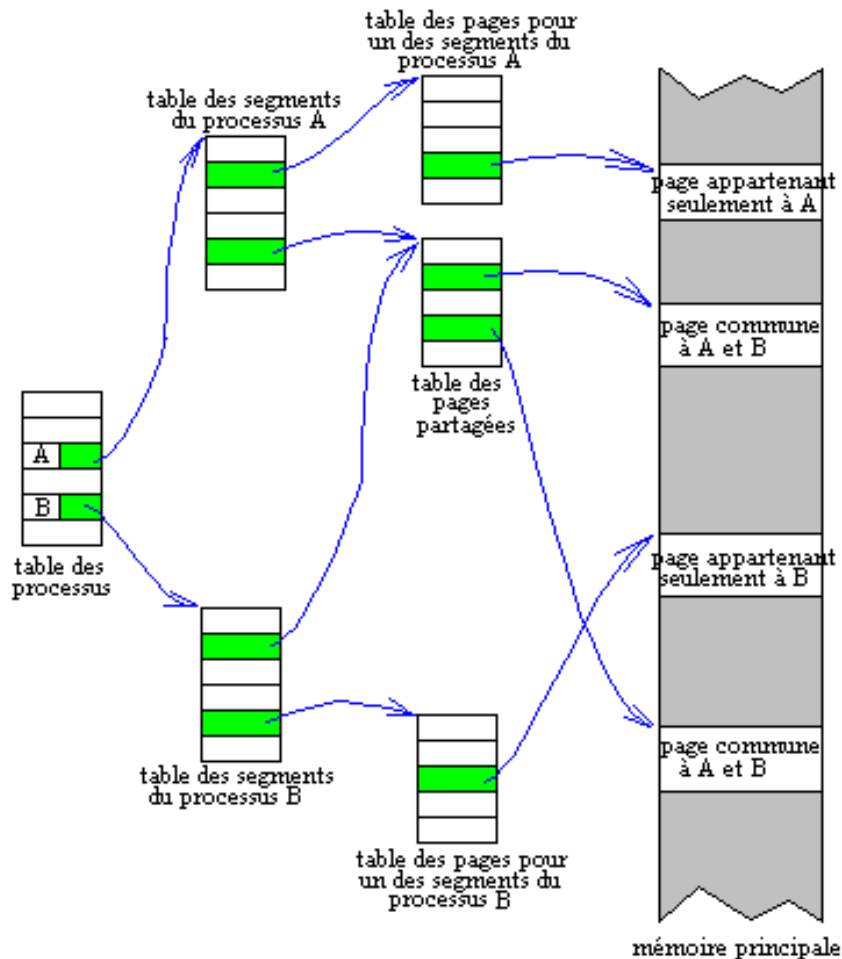 table des pages pour
un des segments du
processus A
table des segments
du processus A
page appartenant
seulement à A
page commune
à A et B
table des
pages
partagées
A
B
table des
processus
page appartenant
seulement à B
page commune
à A et B
table des segments
du processus B
table des pages pour
un des segments du
processus B
mémoire principale